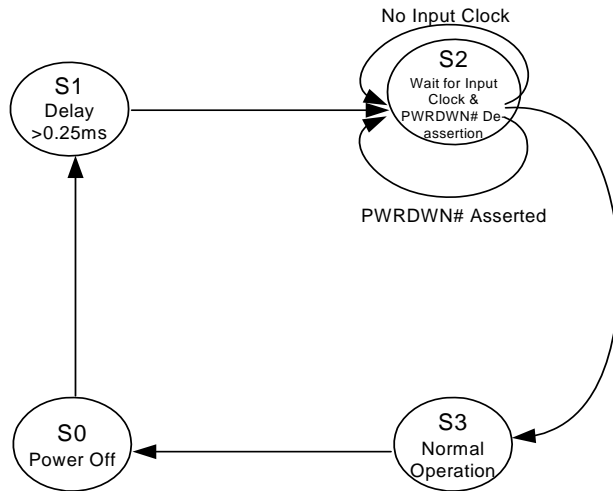 No Input Clock
S1
Delay
>0.25ms
S2
Wait for Input
Clock &
PWRDWN# De
assertion
PWRDWN# Asserted
S0
Power Off
S3
Normal
Operation